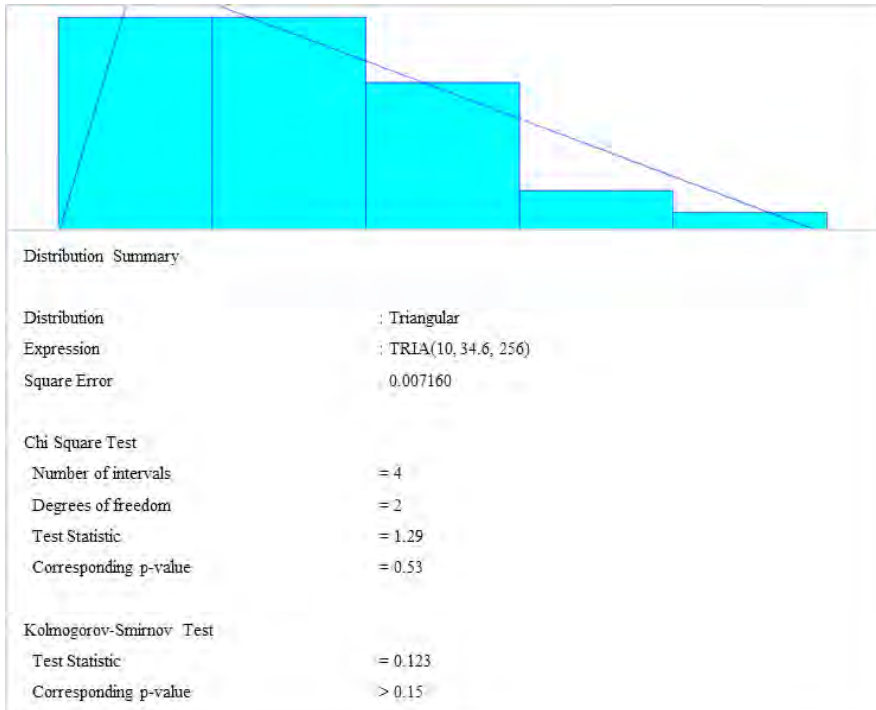 Distribution Summary
Distribution : Triangular
Expression : TRIA(10, 34.6, 256)
Square Error 0.007160
Chi Square Test
Number of intervals = 4
Degrees of freedom = 2
Test Statistic = 1.29
Corresponding p-value = 0.53
Kolmogorov-Smirnov Test
Test Statistic = 0.123
Corresponding p-value > 0.15